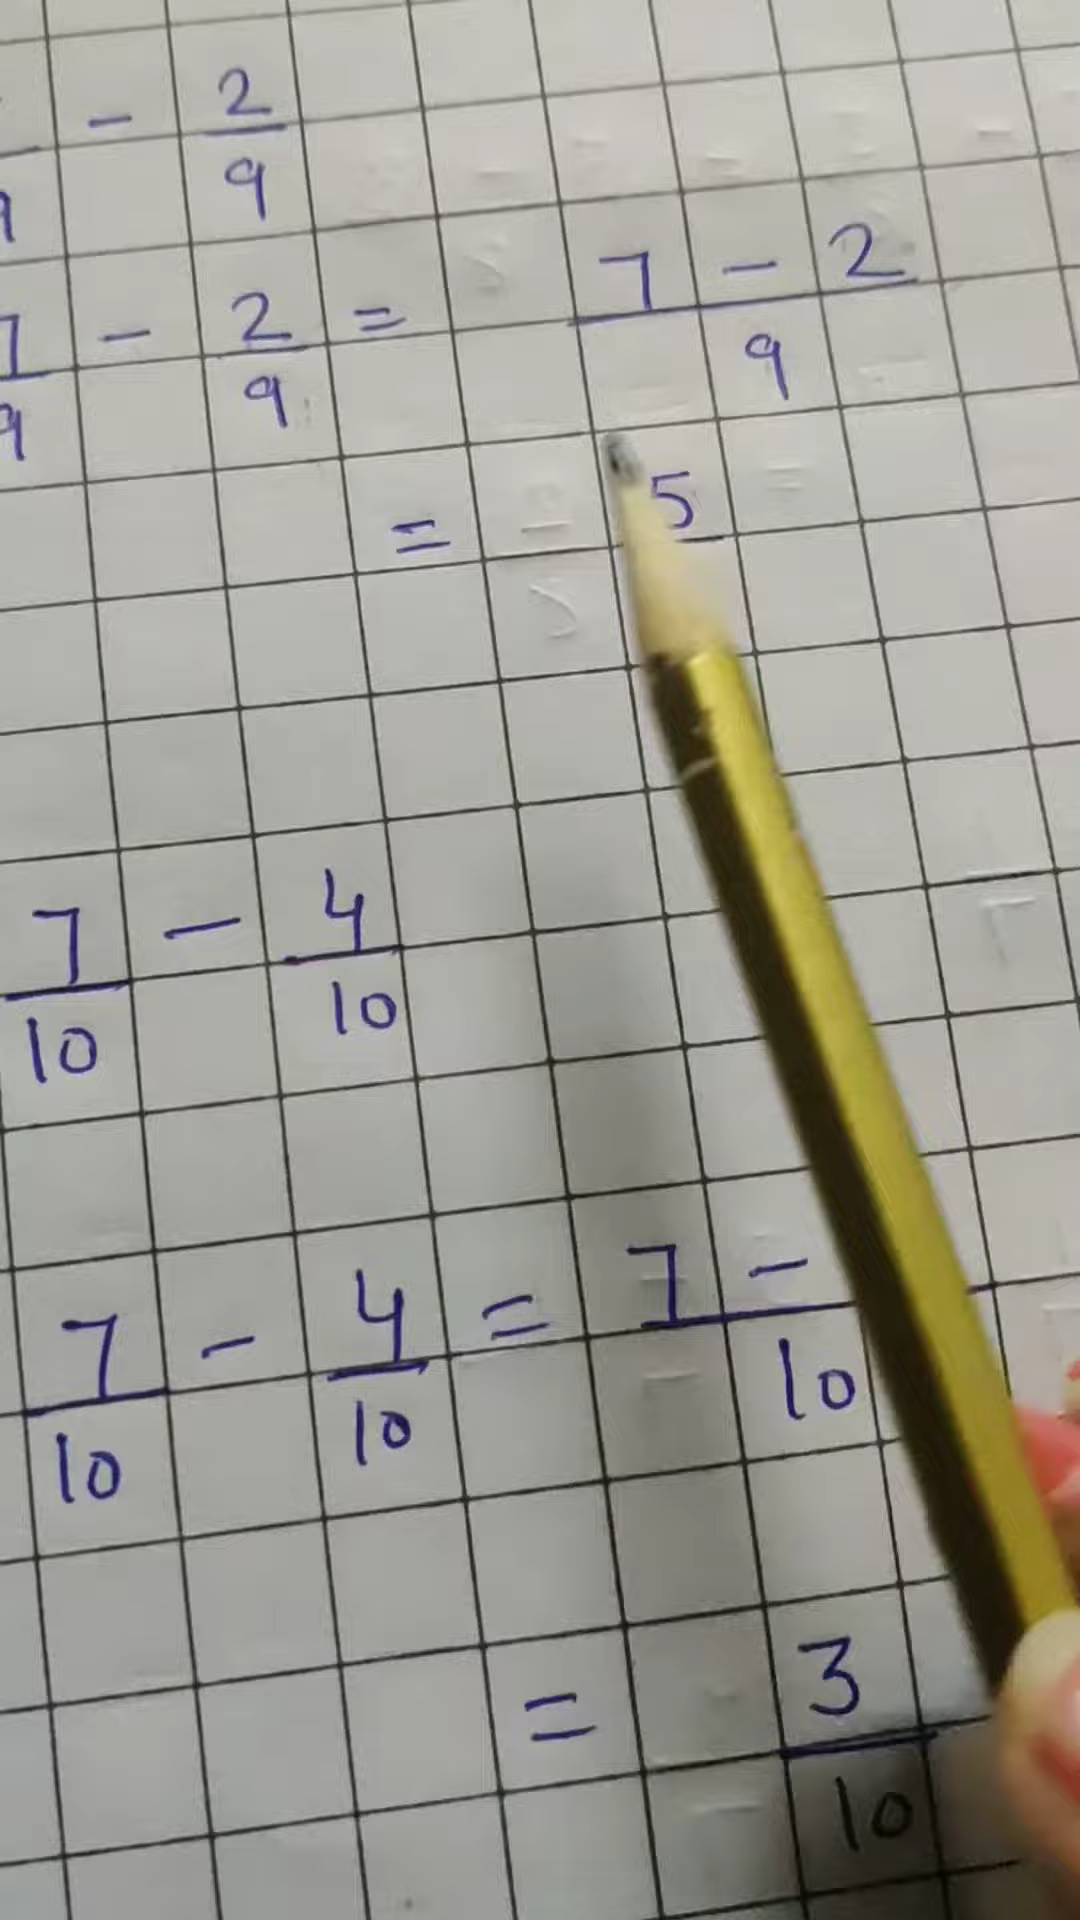 - 2/9
7/9 - 2/9 = 7 - 2/9
= 5
7/10 - 4/10
7/10 - 4/10 = 7 -/10
= 3/10